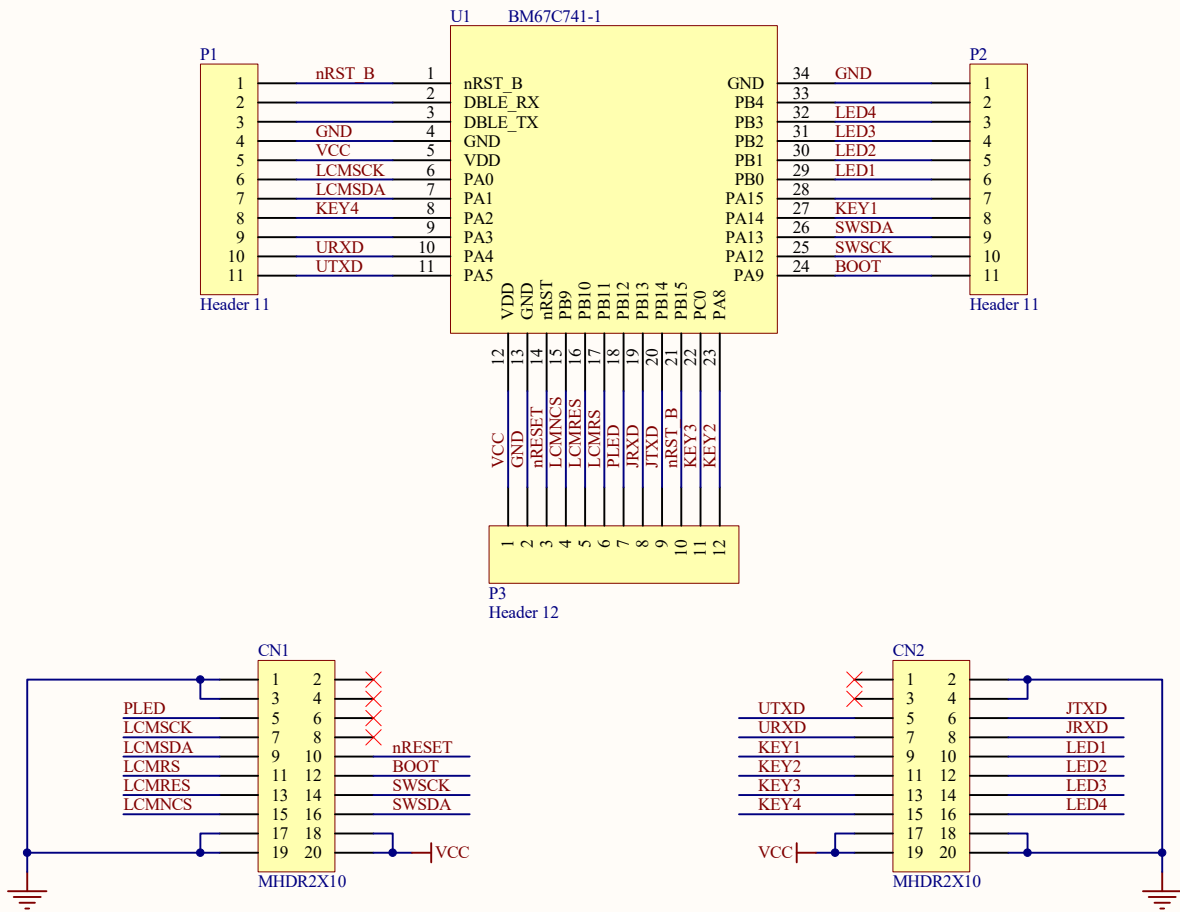 U1 BM67C741-1
P1
P2
1 nRST_B 1 nRST_B
2 2 DBLE_RX
3 3 DBLE_TX
4 GND 4 GND
5 VCC 5 VDD
6 LCMSCK 6 PA0
7 LCMSDA 7 PA1
8 KEY4 8 PA2
9 9 PA3
10 URXD 10 PA4
11 UTXD 11 PA5
Header 11
GND 34 GND 1
PB4 33 2
PB3 32 LED4 3
PB2 31 LED3 4
PB1 30 LED2 5
PB0 29 LED1 6
PA15 28 7
PA14 27 KEY1 8
PA13 26 SWSDA 9
PA12 25 SWSCK 10
PA9 24 BOOT 11
Header 11
VDD GND nRST PB9 PB10 PB11 PB12 PB13 PB14 PB15 PC0 PA8
12 13 14 15 16 17 18 19 20 21 22 23
VCC GND nRESET LCMNCS LCMRES LCMRS PLED JRXD JTXD nRST_B KEY3 KEY2
1 2 3 4 5 6 7 8 9 10 11 12
P3
Header 12
CN1
1 2
3 4
PLED 5 6
LCMSCK 7 8
LCMSDA 9 10 nRESET
LCMRS 11 12 BOOT
LCMRES 13 14 SWSCK
LCMNCS 15 16 SWSDA
17 18
19 20 VCC
MHDR2X10
CN2
1 2
3 4
UTXD 5 6 JTXD
URXD 7 8 JRXD
KEY1 9 10 LED1
KEY2 11 12 LED2
KEY3 13 14 LED3
KEY4 15 16 LED4
17 18
VCC 19 20
MHDR2X10